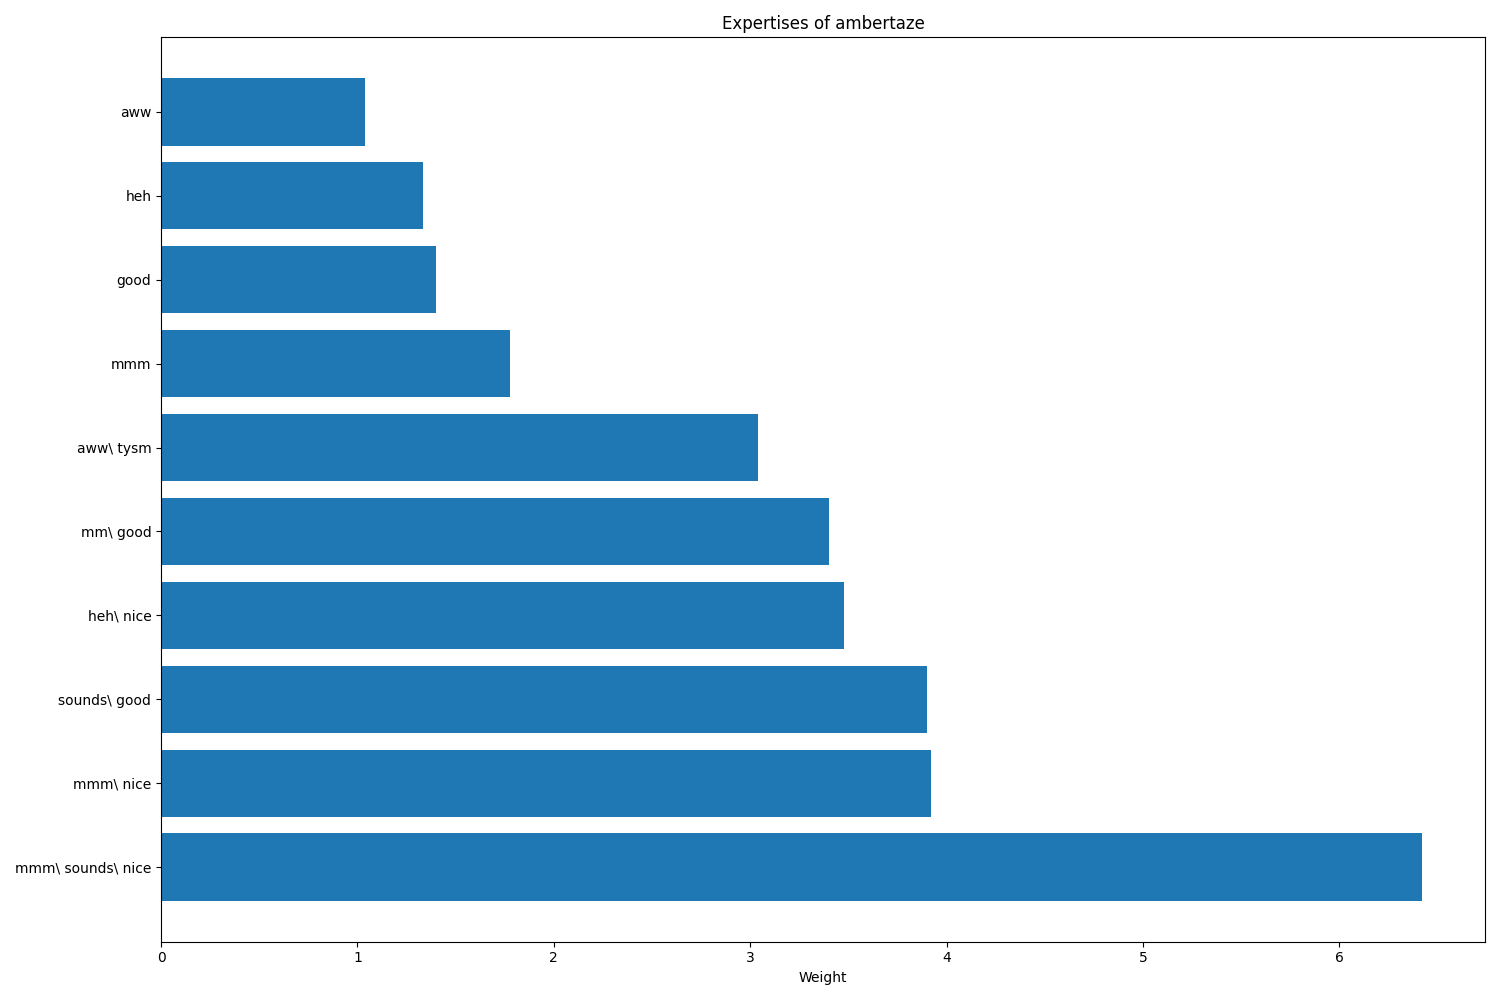 Expertises of ambertaze
aww
heh
good
mmm
aww\ tysm
mm\ good
heh\ nice
sounds\ good
mmm\ nice
mmm\ sounds\ nice
0 1 2 3 4 5 6
Weight